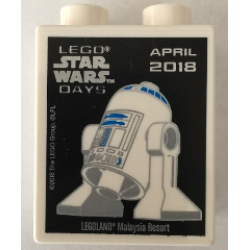 LEGO®
STAR
WARS™
DAYS
APRIL
2018
©2018 The LEGO Group. ©LFL
LEGOLAND® Malaysia Resort